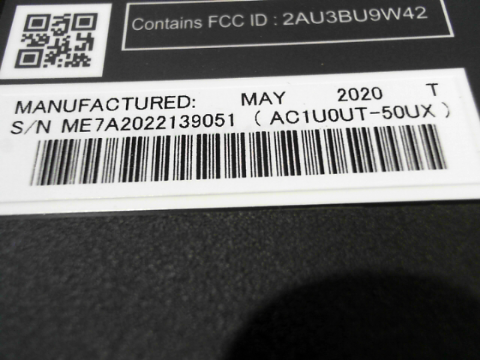 Contains FCC ID : 2AU3BU9W42
MANUFACTURED: MAY 2020 T
S/N ME7A2022139051 ( AC1U0UT-50UX )